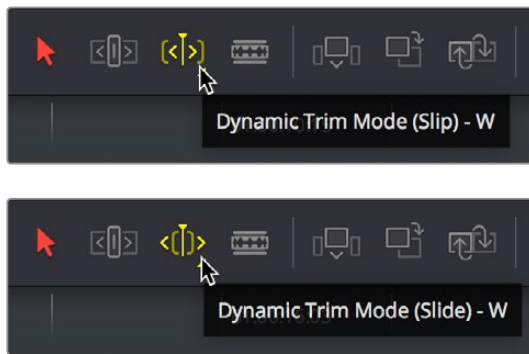 Dynamic Trim Mode (Slip) - W
Dynamic Trim Mode (Slide) - W